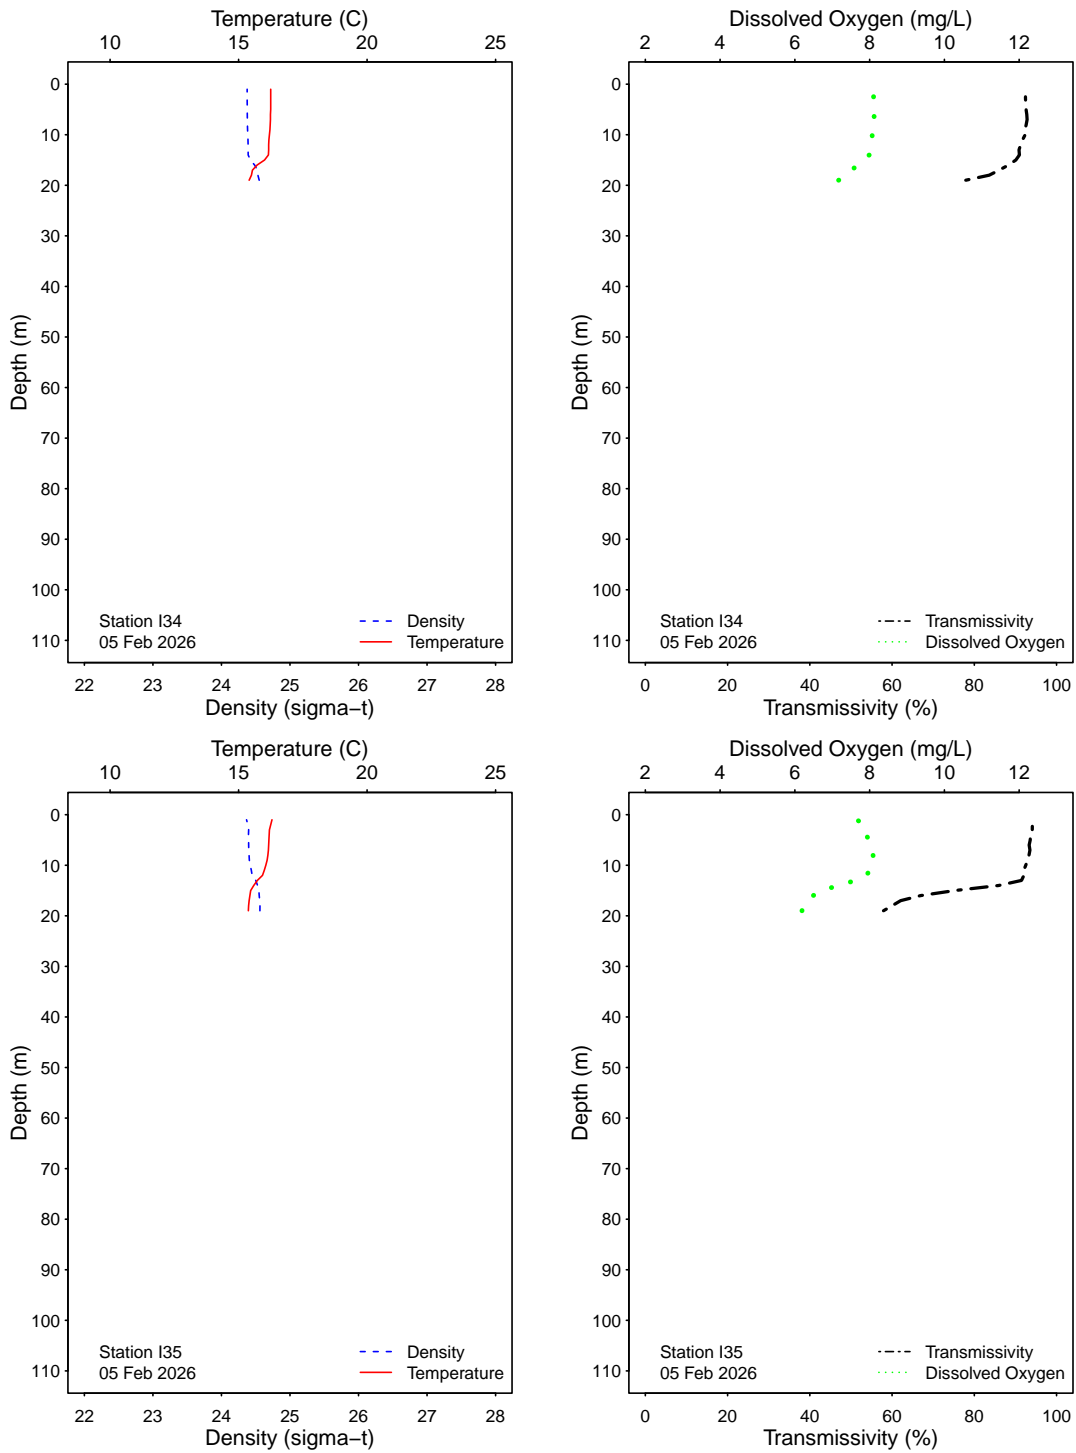 Temperature (C)
10 15 20 25
0
10
20
30
40
50
60
70
80
90
100
110
Depth (m)
Station I34
05 Feb 2026
Density
Temperature
22 23 24 25 26 27 28
Density (sigma−t)
Dissolved Oxygen (mg/L)
2 4 6 8 10 12
0
10
20
30
40
50
60
70
80
90
100
110
Depth (m)
Station I34
05 Feb 2026
Transmissivity
Dissolved Oxygen
0 20 40 60 80 100
Transmissivity (%)
Temperature (C)
10 15 20 25
0
10
20
30
40
50
60
70
80
90
100
110
Depth (m)
Station I35
05 Feb 2026
Density
Temperature
22 23 24 25 26 27 28
Density (sigma−t)
Dissolved Oxygen (mg/L)
2 4 6 8 10 12
0
10
20
30
40
50
60
70
80
90
100
110
Depth (m)
Station I35
05 Feb 2026
Transmissivity
Dissolved Oxygen
0 20 40 60 80 100
Transmissivity (%)